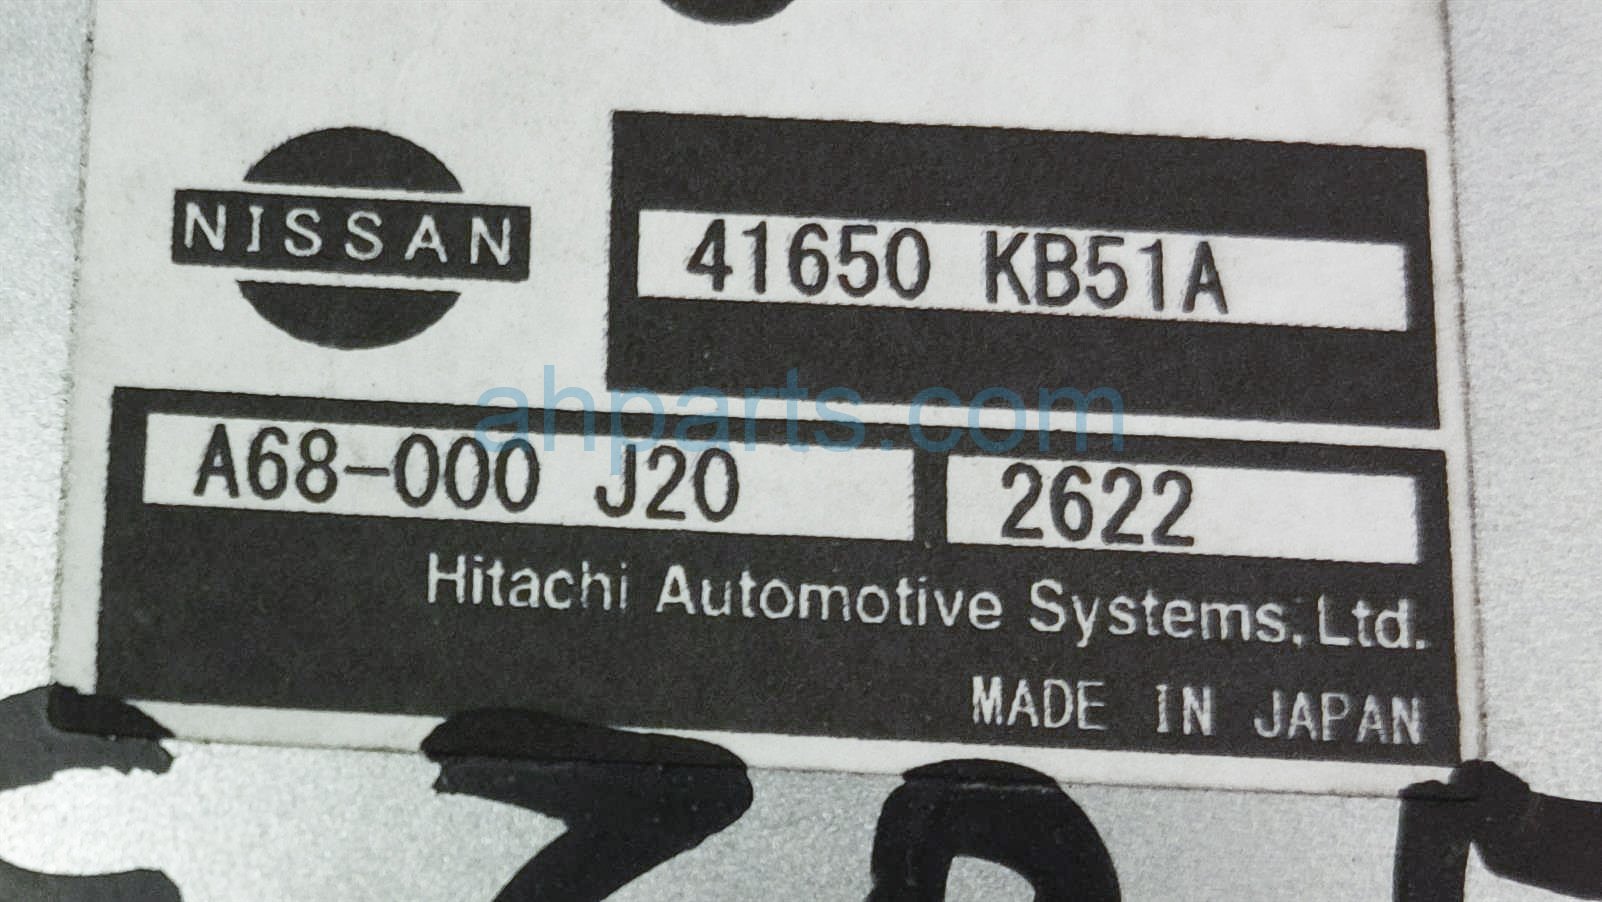 NISSAN
41650 KB51A
ahparts.com
A68-000 J20 2622
Hitachi Automotive Systems, Ltd.
MADE IN JAPAN